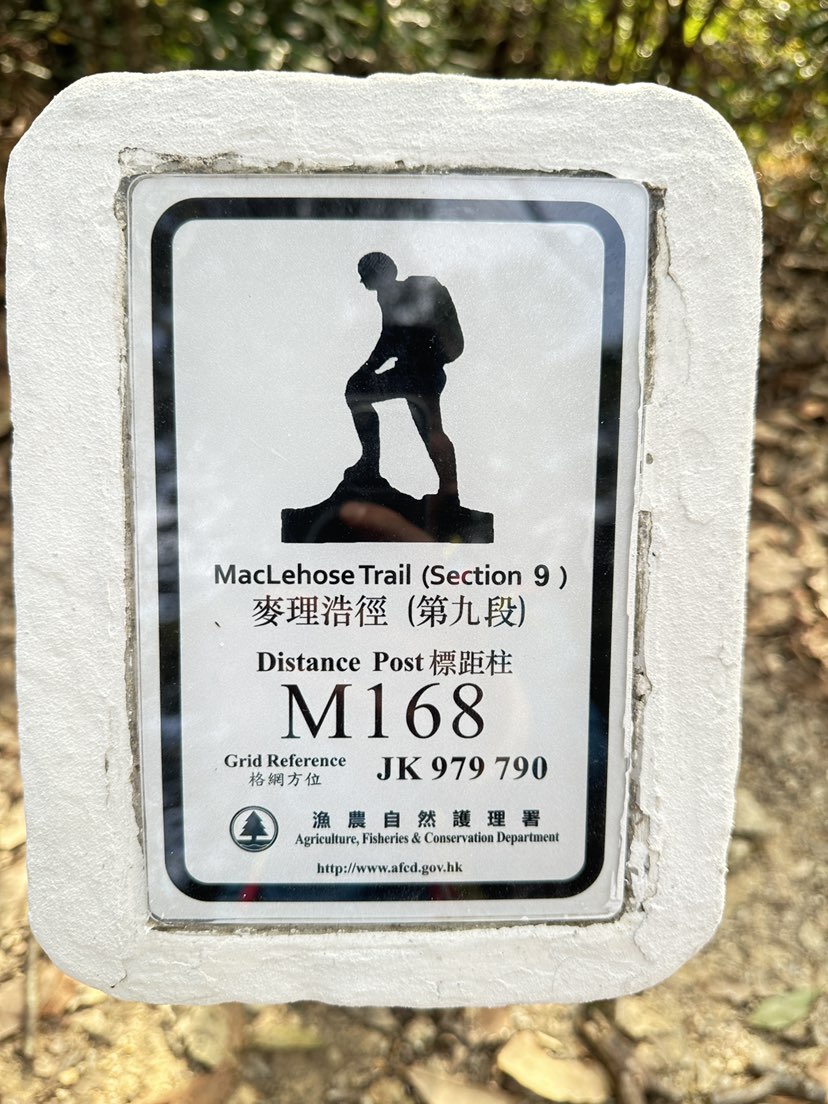 MacLehose Trail (Section 9 )
麥理浩徑 (第九段)
Distance Post 標距柱
M168
Grid Reference JK 979 790
格網方位
漁農自然護理署
Agriculture, Fisheries & Conservation Department
http://www.afcd.gov.hk